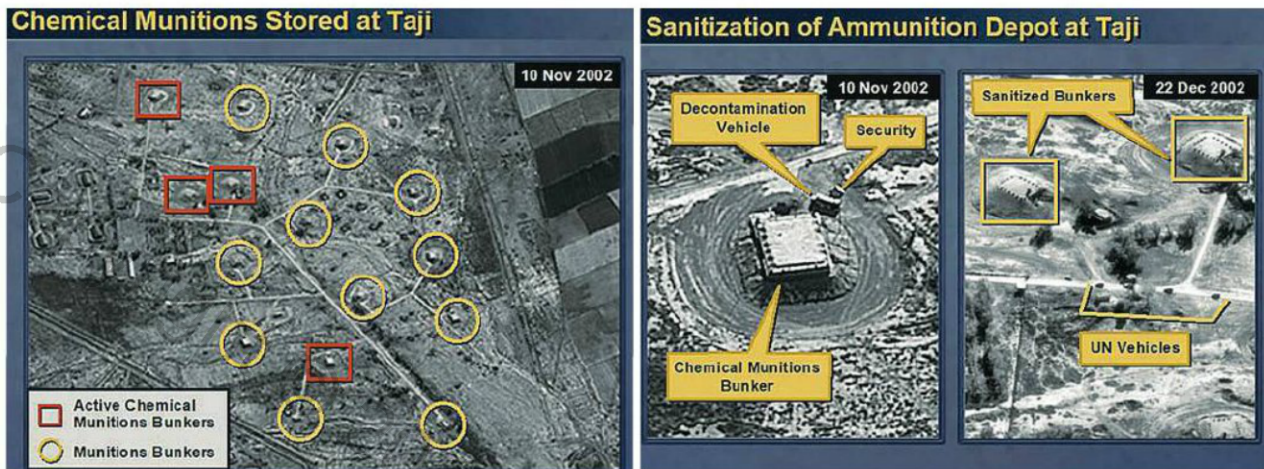 Chemical Munitions Stored at Taji
10 Nov 2002
Active Chemical
Munitions Bunkers
Munitions Bunkers
Sanitization of Ammunition Depot at Taji
10 Nov 2002
Decontamination
Vehicle
Security
Chemical Munitions
Bunker
22 Dec 2002
Sanitized Bunkers
UN Vehicles